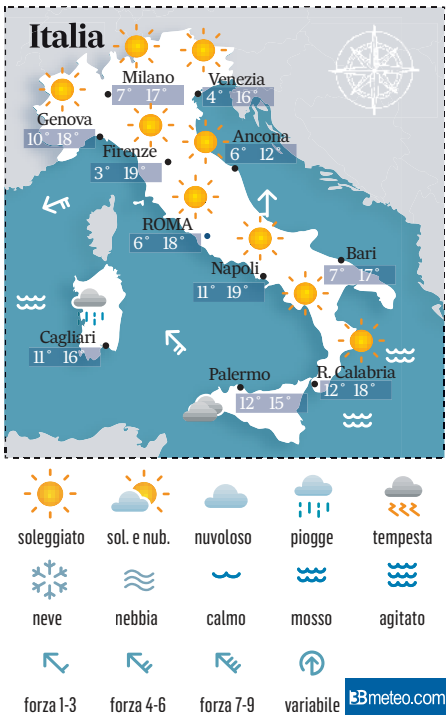 Italia
Milano
7° 17°
Venezia
4° 16°
Genova
10° 18°
Ancona
6° 12°
Firenze
3° 19°
ROMA
6° 18°
Bari
7° 17°
Napoli
11° 19°
Cagliari
11° 16°
Palermo
12° 15°
R. Calabria
12° 18°
soleggiato sol. e nub. nuvoloso piogge tempesta
neve nebbia calmo mosso agitato
forza 1-3 forza 4-6 forza 7-9 variabile
3Bmeteo.com